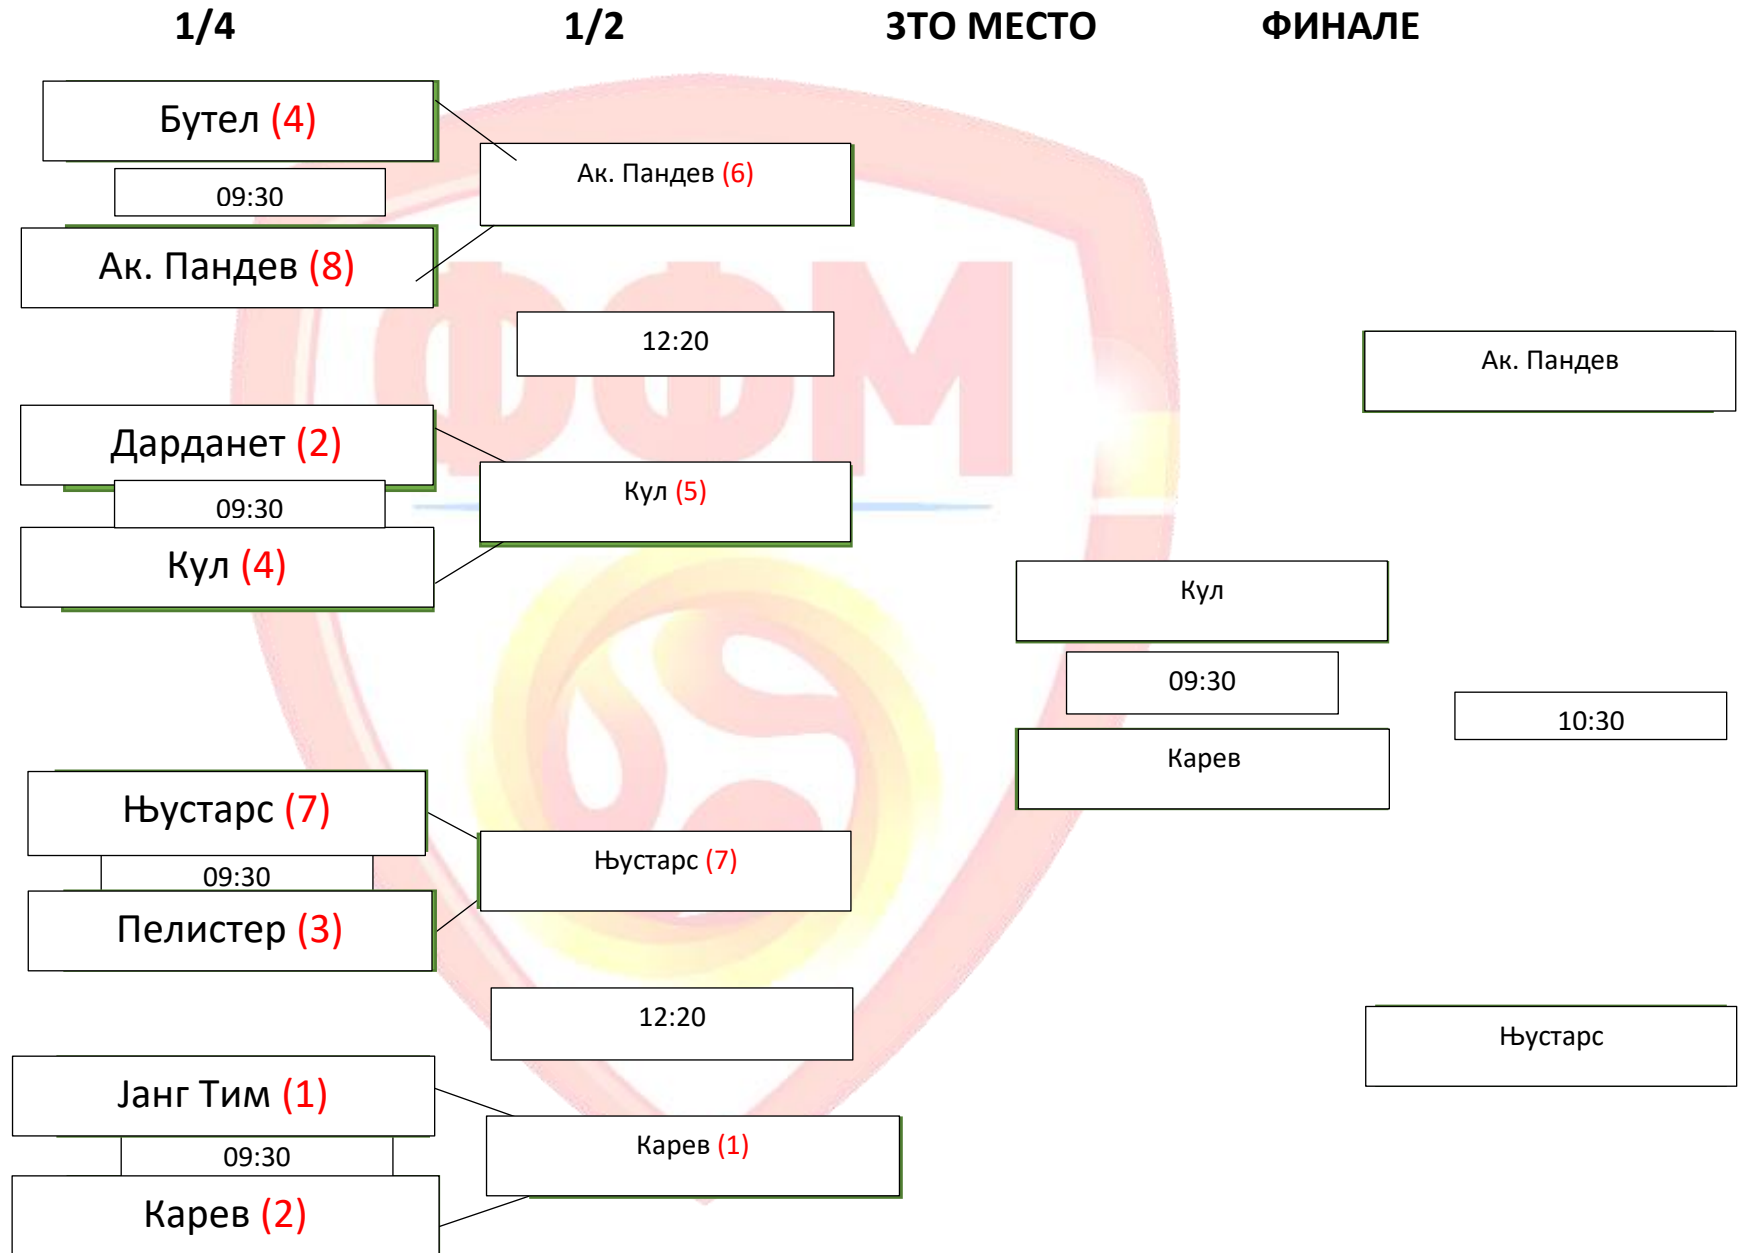 1/4 1/2 3ТО МЕСТО ФИНАЛЕ
Бутел (4)
09:30
Ак. Пандев (8)
Ак. Пандев (6)
12:20
Дарданет (2)
09:30
Кул (4)
Кул (5)
Њустарс (7)
09:30
Пелистер (3)
Њустарс (7)
12:20
Јанг Тим (1)
09:30
Карев (2)
Карев (1)
Кул
09:30
Карев
Ак. Пандев
10:30
Њустарс
ФФМ